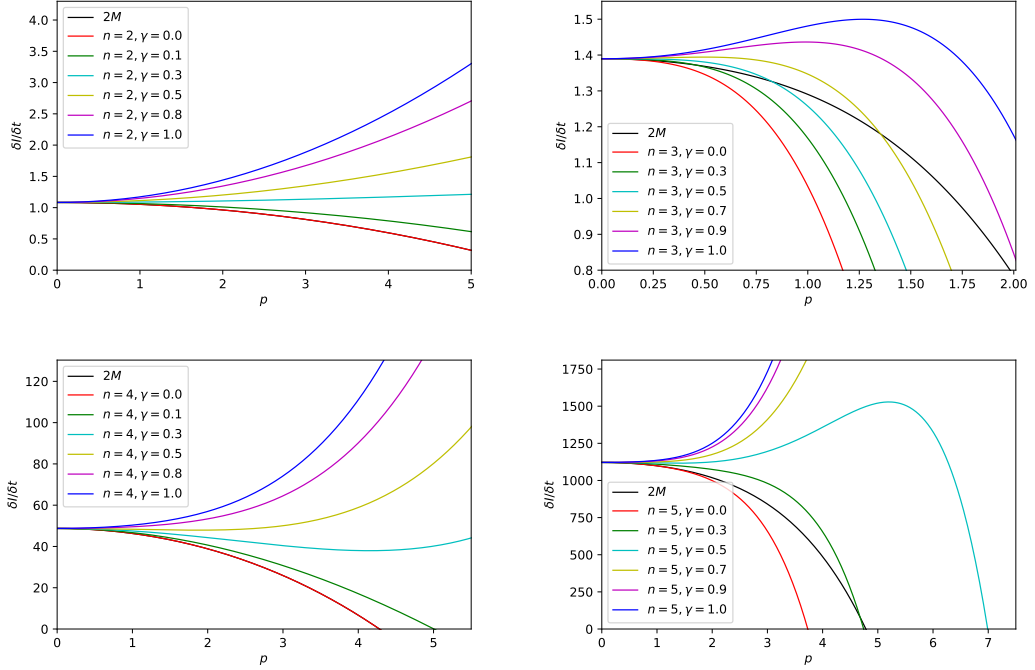 δI/δt
4.0
3.5
3.0
2.5
2.0
1.5
1.0
0.5
0.0
2M
n = 2, γ = 0.0
n = 2, γ = 0.1
n = 2, γ = 0.3
n = 2, γ = 0.5
n = 2, γ = 0.8
n = 2, γ = 1.0
0 1 2 3 4 5
p
δI/δt
1.5
1.4
1.3
1.2
1.1
1.0
0.9
0.8
2M
n = 3, γ = 0.0
n = 3, γ = 0.3
n = 3, γ = 0.5
n = 3, γ = 0.7
n = 3, γ = 0.9
n = 3, γ = 1.0
0.00 0.25 0.50 0.75 1.00 1.25 1.50 1.75 2.00
p
δI/δt
120
100
80
60
40
20
0
2M
n = 4, γ = 0.0
n = 4, γ = 0.1
n = 4, γ = 0.3
n = 4, γ = 0.5
n = 4, γ = 0.8
n = 4, γ = 1.0
0 1 2 3 4 5
p
δI/δt
1750
1500
1250
1000
750
500
250
0
2M
n = 5, γ = 0.0
n = 5, γ = 0.3
n = 5, γ = 0.5
n = 5, γ = 0.7
n = 5, γ = 0.9
n = 5, γ = 1.0
0 1 2 3 4 5 6 7
p